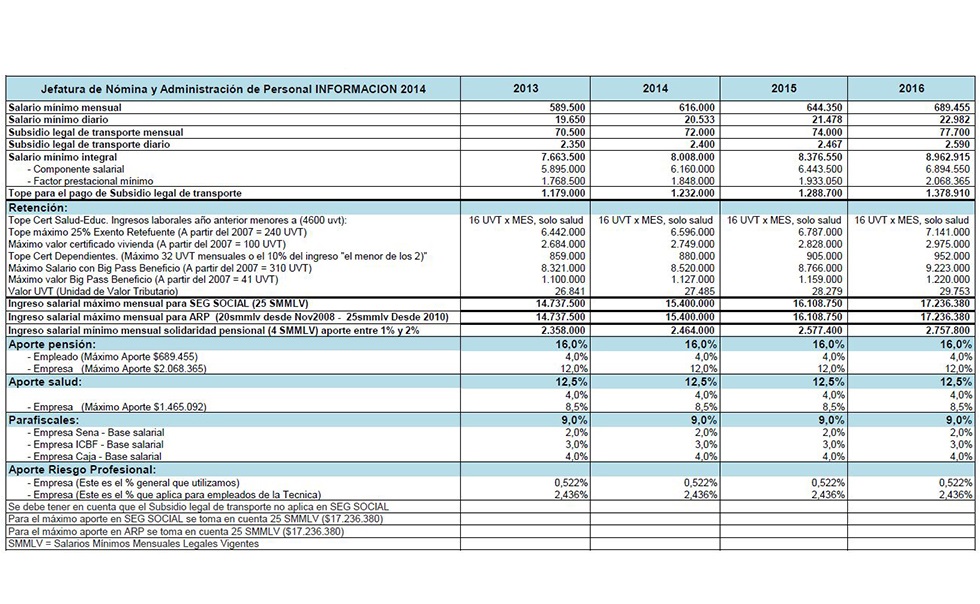 Jefatura de Nómina y Administración de Personal INFORMACION 2014 2013 2014 2015 2016
Salario mínimo mensual 589.500 616.000 644.350 689.455
Salario mínimo diario 19.650 20.533 21.478 22.982
Subsidio legal de transporte mensual 70.500 72.000 74.000 77.700
Subsidio legal de transporte diario 2.350 2.400 2.467 2.590
Salario mínimo integral 7.663.500 8.008.000 8.376.550 8.962.915
- Componente salarial 5.895.000 6.160.000 6.443.500 6.894.550
- Factor prestacional mínimo 1.768.500 1.848.000 1.933.050 2.068.365
Tope para el pago de Subsidio legal de transporte 1.179.000 1.232.000 1.288.700 1.378.910
Retención:
Tope Cert Salud-Educ. Ingresos laborales año anterior menores a (4600 uvt): 16 UVT x MES, solo salud 16 UVT x MES, solo salud 16 UVT x MES, solo salud 16 UVT x MES, solo salud
Tope máximo 25% Exento Retefuente (A partir del 2007 = 240 UVT) 6.442.000 6.596.000 6.787.000 7.141.000
Máximo valor certificado vivienda (A partir del 2007 = 100 UVT) 2.684.000 2.749.000 2.828.000 2.975.000
Tope Cert Dependientes. (Máximo 32 UVT mensuales o el 10% del ingreso "el menor de los 2)" 859.000 880.000 905.000 952.000
Máximo Salario con Big Pass Beneficio (A partir del 2007 = 310 UVT) 8.321.000 8.520.000 8.766.000 9.223.000
Máximo valor Big Pass Beneficio (A partir del 2007 = 41 UVT) 1.100.000 1.127.000 1.159.000 1.220.000
Valor UVT (Unidad de Valor Tributario) 26.841 27.485 28.279 29.753
Ingreso salarial máximo mensual para SEG SOCIAL (25 SMMLV) 14.737.500 15.400.000 16.108.750 17.236.380
Ingreso salarial máximo mensual para ARP (20smmlv desde Nov2008 - 25smmlv Desde 2010) 14.737.500 15.400.000 16.108.750 17.236.380
Ingreso salarial mínimo mensual solidaridad pensional (4 SMMLV) aporte entre 1% y 2% 2.358.000 2.464.000 2.577.400 2.757.800
Aporte pensión: 16,0% 16,0% 16,0% 16,0%
- Empleado (Máximo Aporte $689.455) 4,0% 4,0% 4,0% 4,0%
- Empresa (Máximo Aporte $2.068.365) 12,0% 12,0% 12,0% 12,0%
Aporte salud: 12,5% 12,5% 12,5% 12,5%
4,0% 4,0% 4,0% 4,0%
- Empresa (Máximo Aporte $1.465.092) 8,5% 8,5% 8,5% 8,5%
Parafiscales: 9,0% 9,0% 9,0% 9,0%
- Empresa Sena - Base salarial 2,0% 2,0% 2,0% 2,0%
- Empresa ICBF - Base salarial 3,0% 3,0% 3,0% 3,0%
- Empresa Caja - Base salarial 4,0% 4,0% 4,0% 4,0%
Aporte Riesgo Profesional:
- Empresa (Este es el % general que utilizamos) 0,522% 0,522% 0,522% 0,522%
- Empresa (Este es el % que aplica para empleados de la Tecnica) 2,436% 2,436% 2,436% 2,436%
Se debe tener en cuenta que el Subsidio legal de transporte no aplica en SEG SOCIAL
Para el máximo aporte en SEG SOCIAL se toma en cuenta 25 SMMLV ($17.236.380)
Para el máximo aporte en ARP se toma en cuenta 25 SMMLV ($17.236.380)
SMMLV = Salarios Mínimos Mensuales Legales Vigentes